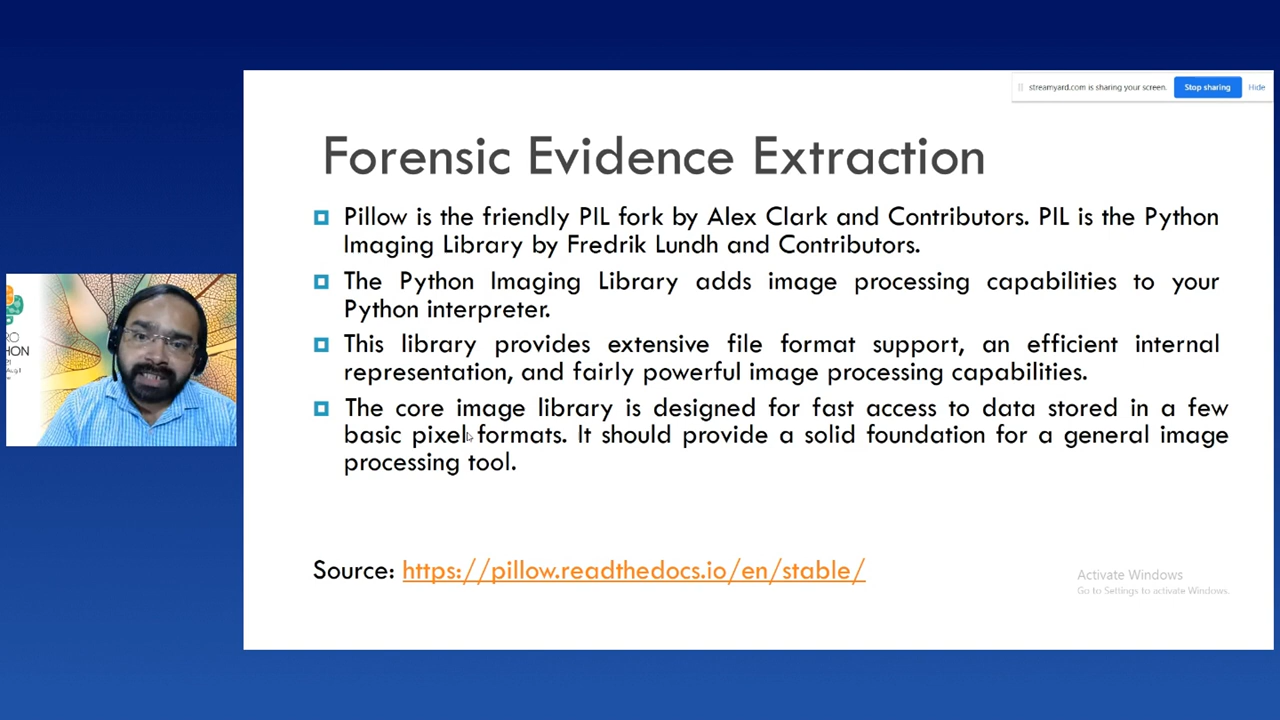 streamyard.com is sharing your screen. Stop sharing Hide
Forensic Evidence Extraction
Pillow is the friendly PIL fork by Alex Clark and Contributors. PIL is the Python
Imaging Library by Fredrik Lundh and Contributors.
The Python Imaging Library adds image processing capabilities to your
Python interpreter.
This library provides extensive file format support, an efficient internal
representation, and fairly powerful image processing capabilities.
The core image library is designed for fast access to data stored in a few
basic pixel formats. It should provide a solid foundation for a general image
processing tool.
Source: https://pillow.readthedocs.io/en/stable/
Activate Windows
Go to Settings to activate Windows.